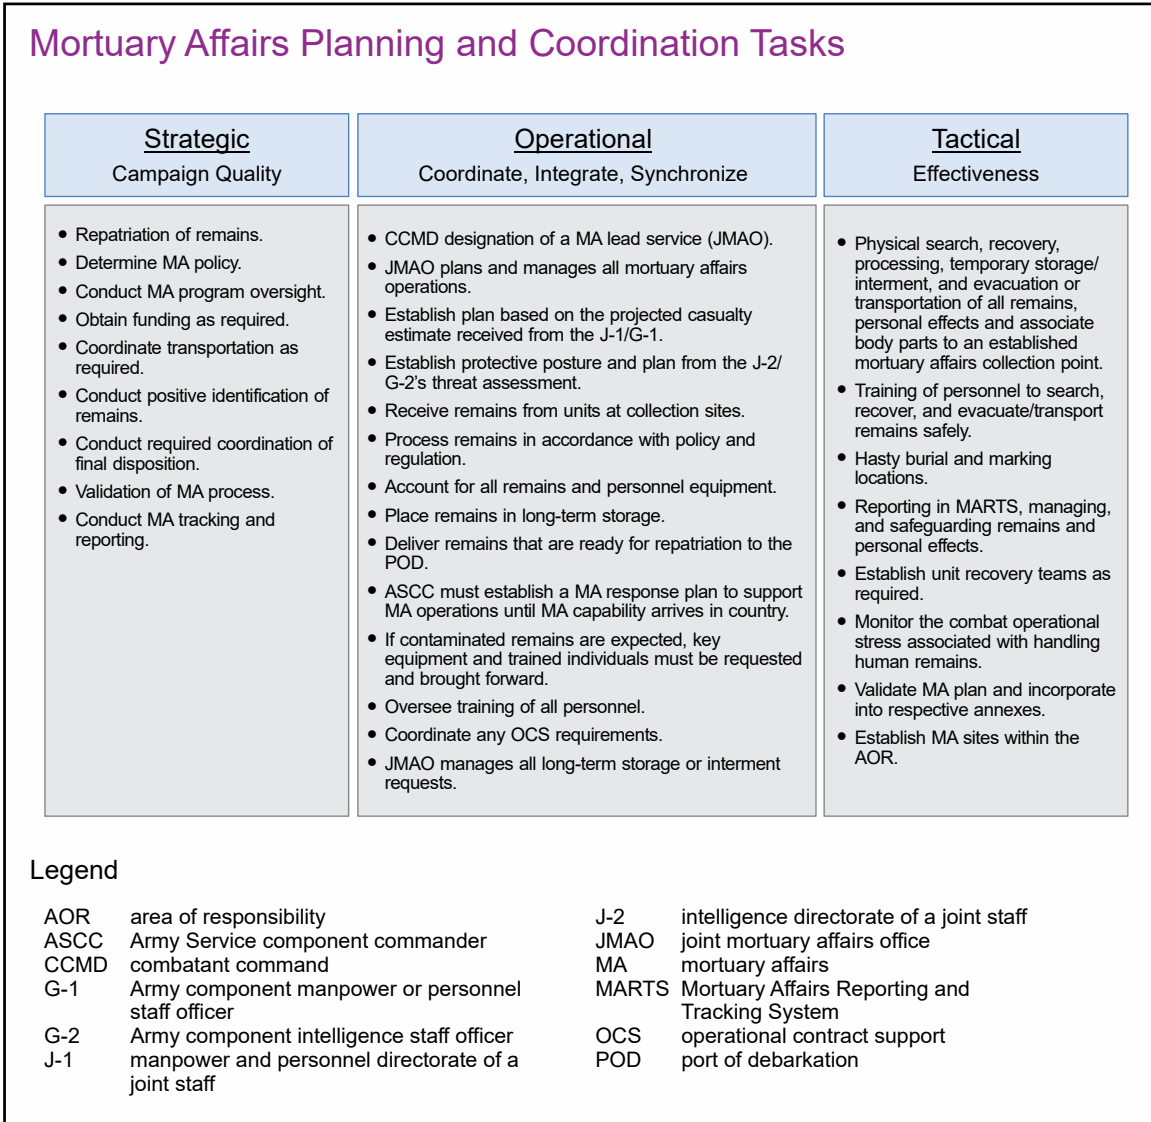 Mortuary Affairs Planning and Coordination Tasks
Strategic
Campaign Quality
• Repatriation of remains.
• Determine MA policy.
• Conduct MA program oversight.
• Obtain funding as required.
• Coordinate transportation as
required.
• Conduct positive identification of
remains.
• Conduct required coordination of
final disposition.
• Validation of MA process.
• Conduct MA tracking and
reporting.
Operational
Coordinate, Integrate, Synchronize
• CCMD designation of a MA lead service (JMAO).
• JMAO plans and manages all mortuary affairs
operations.
• Establish plan based on the projected casualty
estimate received from the J-1/G-1.
• Establish protective posture and plan from the J-2/
G-2’s threat assessment.
• Receive remains from units at collection sites.
• Process remains in accordance with policy and
regulation.
• Account for all remains and personnel equipment.
• Place remains in long-term storage.
• Deliver remains that are ready for repatriation to the
POD.
• ASCC must establish a MA response plan to support
MA operations until MA capability arrives in country.
• If contaminated remains are expected, key
equipment and trained individuals must be requested
and brought forward.
• Oversee training of all personnel.
• Coordinate any OCS requirements.
• JMAO manages all long-term storage or interment
requests.
Tactical
Effectiveness
• Physical search, recovery,
processing, temporary storage/
interment, and evacuation or
transportation of all remains,
personal effects and associate
body parts to an established
mortuary affairs collection point.
• Training of personnel to search,
recover, and evacuate/transport
remains safely.
• Hasty burial and marking
locations.
• Reporting in MARTS, managing,
and safeguarding remains and
personal effects.
• Establish unit recovery teams as
required.
• Monitor the combat operational
stress associated with handling
human remains.
• Validate MA plan and incorporate
into respective annexes.
• Establish MA sites within the
AOR.
Legend
AOR area of responsibility
ASCC Army Service component commander
CCMD combatant command
G-1 Army component manpower or personnel
staff officer
G-2 Army component intelligence staff officer
J-1 manpower and personnel directorate of a
joint staff
J-2 intelligence directorate of a joint staff
JMAO joint mortuary affairs office
MA mortuary affairs
MARTS Mortuary Affairs Reporting and
Tracking System
OCS operational contract support
POD port of debarkation